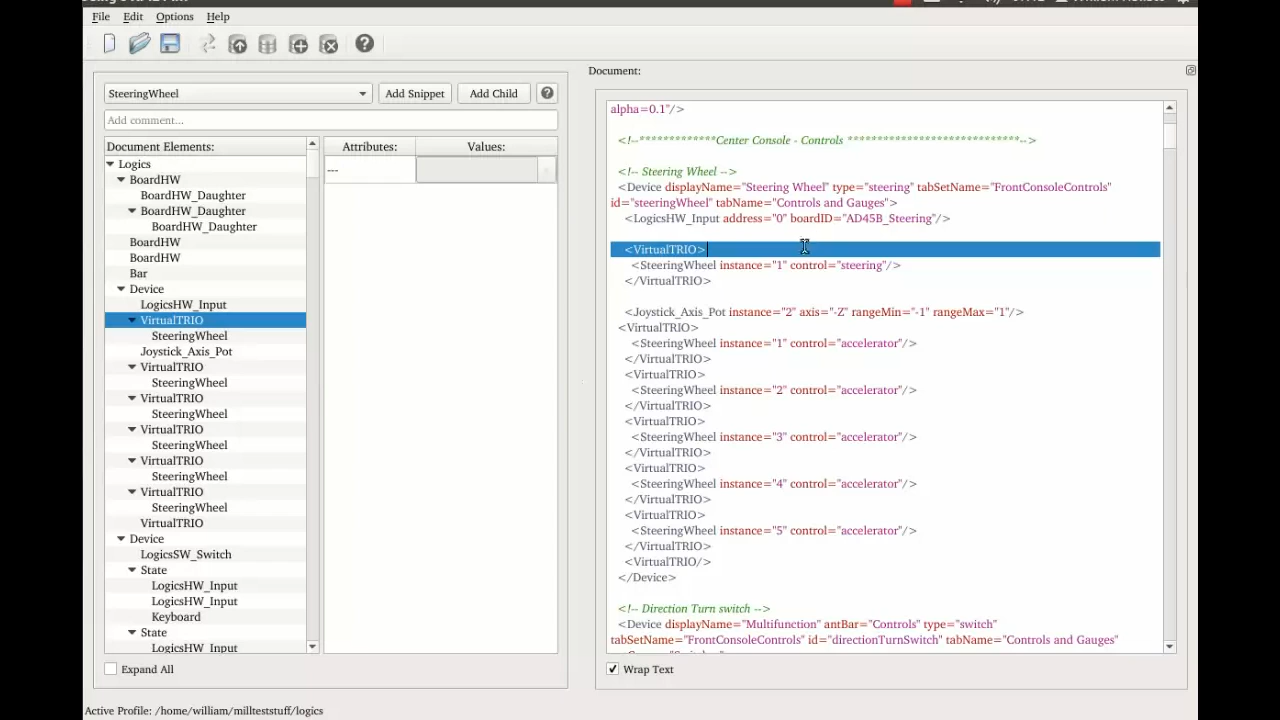 File Edit Options Help
SteeringWheel
Add Snippet
Add Child
Add comment...
Document Elements:
Attributes:
Values:
---
Logics
BoardHW
BoardHW_Daughter
BoardHW_Daughter
BoardHW_Daughter
BoardHW
BoardHW
Bar
Device
LogicsHW_Input
VirtualTRIO
SteeringWheel
Joystick_Axis_Pot
VirtualTRIO
SteeringWheel
VirtualTRIO
SteeringWheel
VirtualTRIO
SteeringWheel
VirtualTRIO
SteeringWheel
VirtualTRIO
SteeringWheel
VirtualTRIO
Device
LogicsSW_Switch
State
LogicsHW_Input
LogicsHW_Input
Keyboard
State
LogicsHW_Input
Expand All
Document:
alpha=0.1"/>
<!--*************Center Console - Controls *****************************-->
<!-- Steering Wheel -->
<Device displayName="Steering Wheel" type="steering" tabSetName="FrontConsoleControls"
id="steeringWheel" tabName="Controls and Gauges">
<LogicsHW_Input address="0" boardID="AD45B_Steering"/>
<VirtualTRIO>
<SteeringWheel instance="1" control="steering"/>
</VirtualTRIO>
<Joystick_Axis_Pot instance="2" axis="-Z" rangeMin="-1" rangeMax="1"/>
<VirtualTRIO>
<SteeringWheel instance="1" control="accelerator"/>
</VirtualTRIO>
<VirtualTRIO>
<SteeringWheel instance="2" control="accelerator"/>
</VirtualTRIO>
<VirtualTRIO>
<SteeringWheel instance="3" control="accelerator"/>
</VirtualTRIO>
<VirtualTRIO>
<SteeringWheel instance="4" control="accelerator"/>
</VirtualTRIO>
<VirtualTRIO>
<SteeringWheel instance="5" control="accelerator"/>
</VirtualTRIO>
<VirtualTRIO/>
</Device>
<!-- Direction Turn switch -->
<Device displayName="Multifunction" antBar="Controls" type="switch"
tabSetName="FrontConsoleControls" id="directionTurnSwitch" tabName="Controls and Gauges"
Wrap Text
Active Profile: /home/william/millteststuff/logics